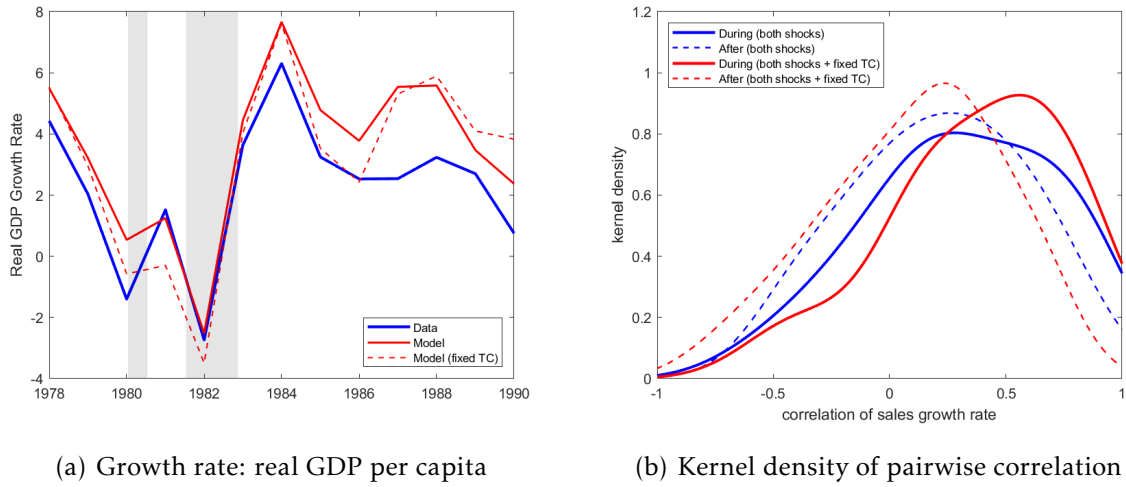 8
6
4
2
0
-2
-4
Real GDP Growth Rate
1978 1980 1982 1984 1986 1988 1990
Data
Model
Model (fixed TC)
(a) Growth rate: real GDP per capita
During (both shocks)
After (both shocks)
During (both shocks + fixed TC)
After (both shocks + fixed TC)
1.2
1
0.8
0.6
0.4
0.2
0
kernel density
-1 -0.5 0 0.5 1
correlation of sales growth rate
(b) Kernel density of pairwise correlation